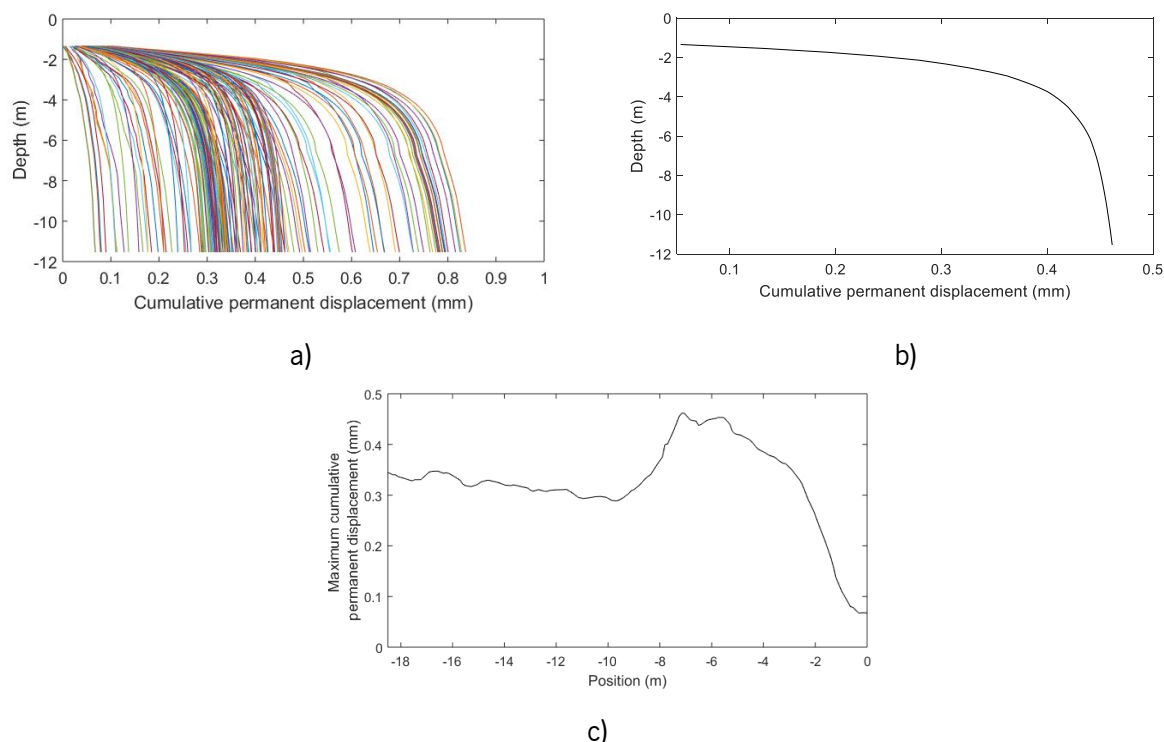 0
-2
-4
-6
-8
-10
-12
Depth (m)
0 0.1 0.2 0.3 0.4 0.5 0.6 0.7 0.8 0.9 1
Cumulative permanent displacement (mm)
a)
0
-2
-4
-6
-8
-10
-12
Depth (m)
0.1 0.2 0.3 0.4 0.5
Cumulative permanent displacement (mm)
b)
0.5
0.4
0.3
0.2
0.1
0
Maximum cumulative
permanent displacement (mm)
-18 -16 -14 -12 -10 -8 -6 -4 -2 0
Position (m)
c)